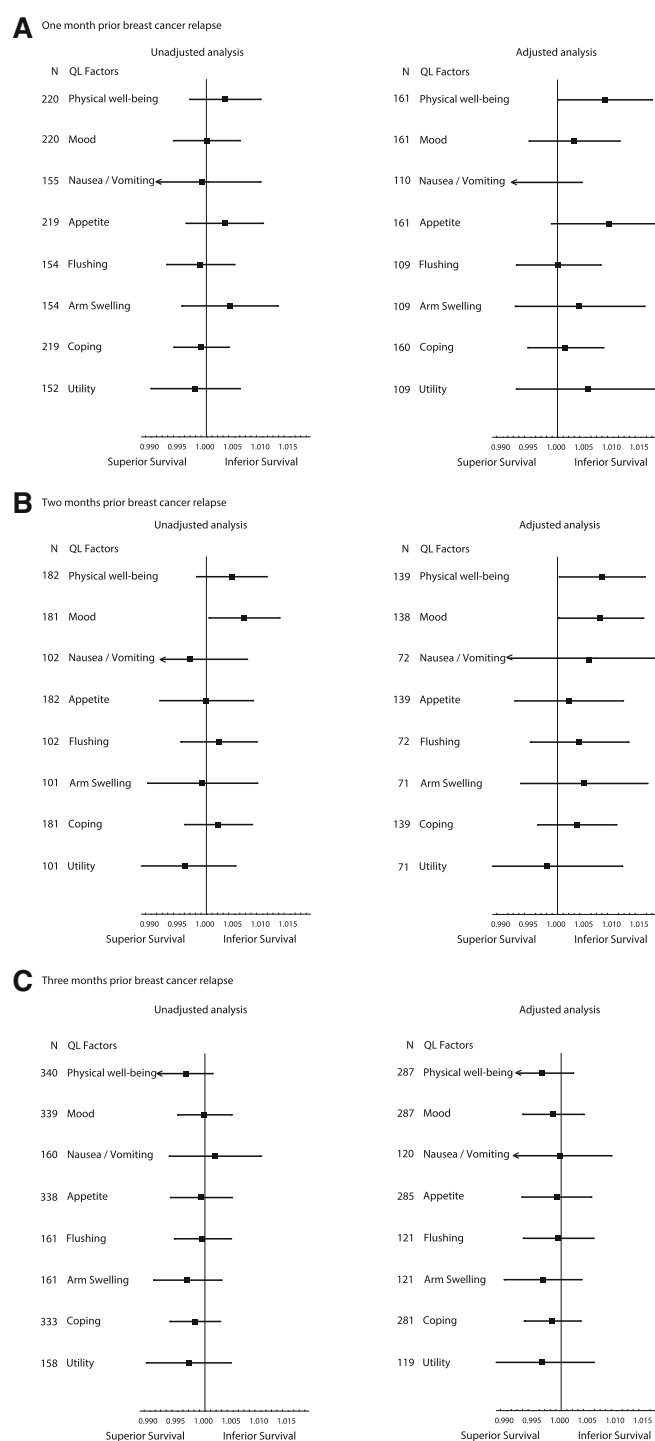 A One month prior breast cancer relapse
Unadjusted analysis
N QL Factors
220 Physical well-being
220 Mood
155 Nausea / Vomiting
219 Appetite
154 Flushing
154 Arm Swelling
219 Coping
152 Utility
0.990 0.995 1.000 1.005 1.010 1.015
Superior Survival Inferior Survival
Adjusted analysis
N QL Factors
161 Physical well-being
161 Mood
110 Nausea / Vomiting
161 Appetite
109 Flushing
109 Arm Swelling
160 Coping
109 Utility
0.990 0.995 1.000 1.005 1.010 1.015
Superior Survival Inferior Survival
B Two months prior breast cancer relapse
Unadjusted analysis
N QL Factors
182 Physical well-being
181 Mood
102 Nausea / Vomiting
182 Appetite
102 Flushing
101 Arm Swelling
181 Coping
101 Utility
0.990 0.995 1.000 1.005 1.010 1.015
Superior Survival Inferior Survival
Adjusted analysis
N QL Factors
139 Physical well-being
138 Mood
72 Nausea / Vomiting
139 Appetite
72 Flushing
71 Arm Swelling
139 Coping
71 Utility
0.990 0.995 1.000 1.005 1.010 1.015
Superior Survival Inferior Survival
C Three months prior breast cancer relapse
Unadjusted analysis
N QL Factors
340 Physical well-being
339 Mood
160 Nausea / Vomiting
338 Appetite
161 Flushing
161 Arm Swelling
333 Coping
158 Utility
0.990 0.995 1.000 1.005 1.010 1.015
Superior Survival Inferior Survival
Adjusted analysis
N QL Factors
287 Physical well-being
287 Mood
120 Nausea / Vomiting
285 Appetite
121 Flushing
121 Arm Swelling
281 Coping
119 Utility
0.990 0.995 1.000 1.005 1.010 1.015
Superior Survival Inferior Survival